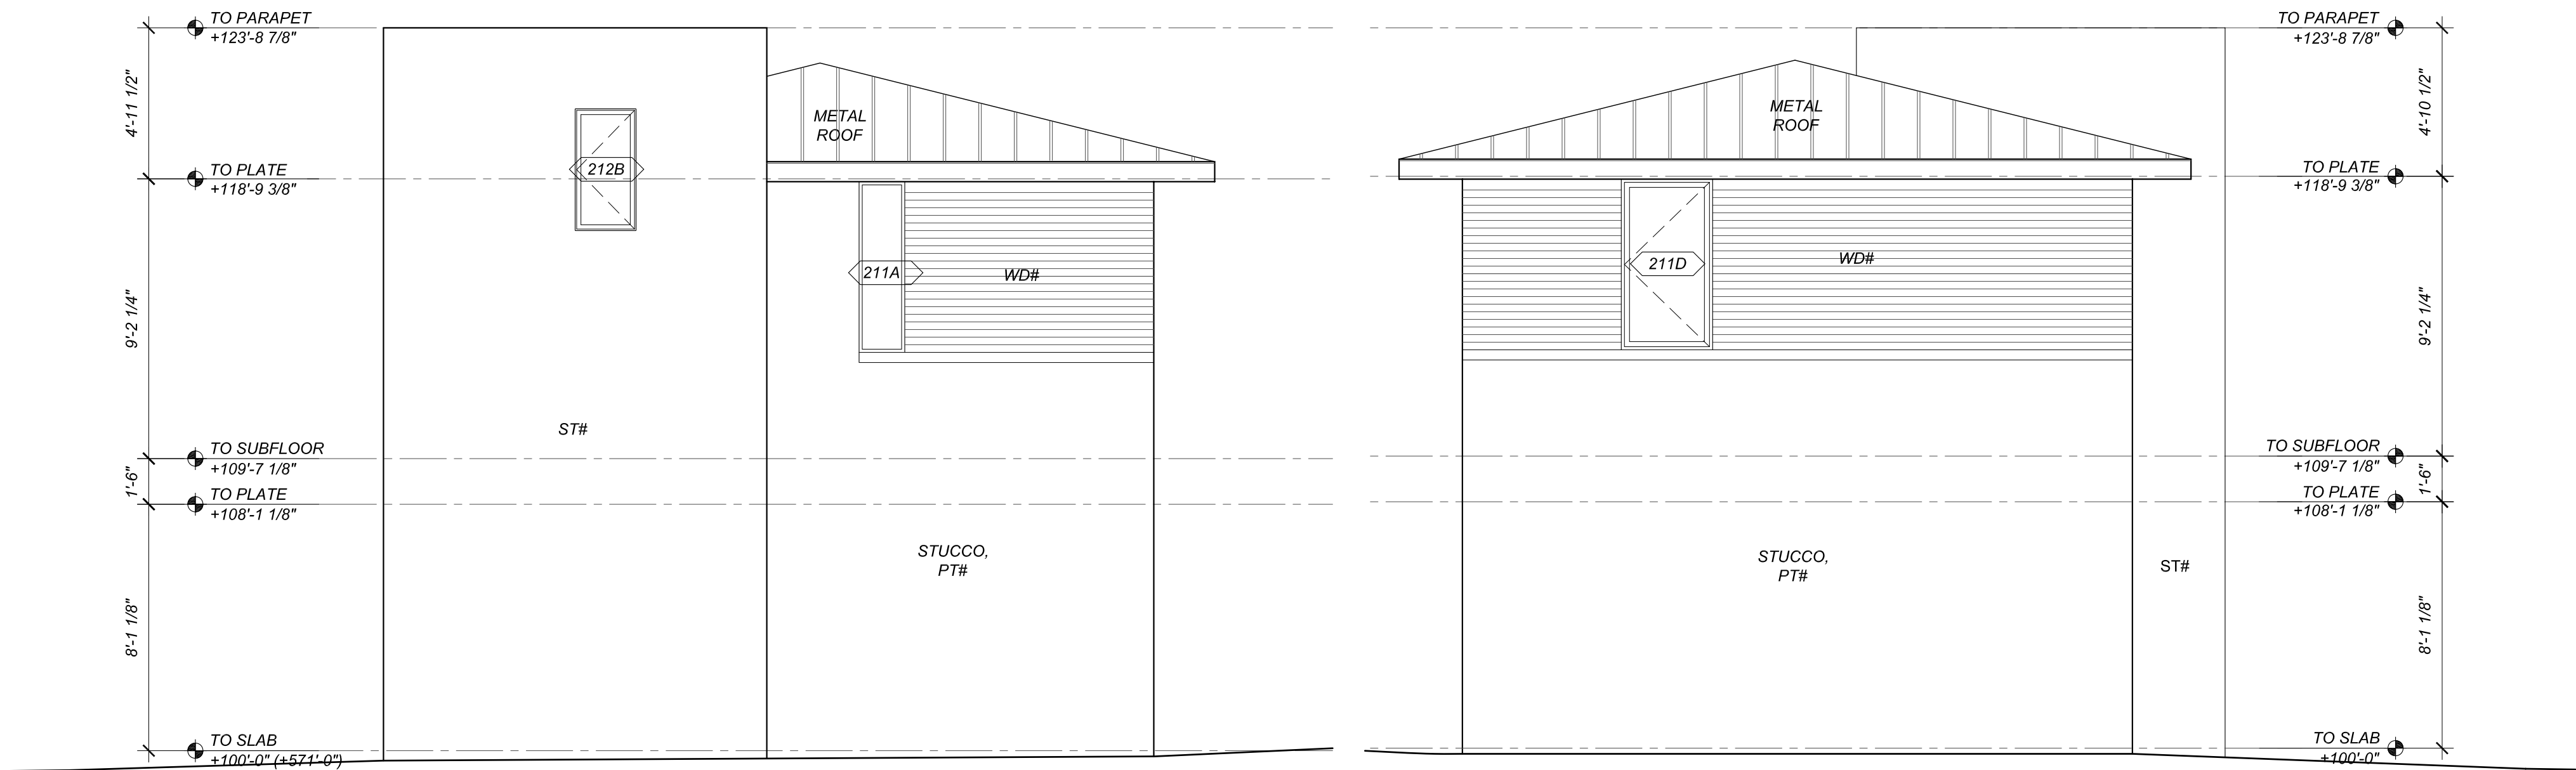 TO PARAPET
+123'-8 7/8"
4'-11 1/2"
METAL
ROOF
212B
TO PLATE
+118'-9 3/8"
9'-2 1/4"
211A
WD#
ST#
TO SUBFLOOR
+109'-7 1/8"
1'-6"
TO PLATE
+108'-1 1/8"
STUCCO,
PT#
8'-1 1/8"
TO SLAB
+100'-0" (+571'-0")
TO PARAPET
+123'-8 7/8"
4'-10 1/2"
METAL
ROOF
TO PLATE
+118'-9 3/8"
211D
WD#
9'-2 1/4"
TO SUBFLOOR
+109'-7 1/8"
1'-6"
TO PLATE
+108'-1 1/8"
STUCCO,
PT#
ST#
8'-1 1/8"
TO SLAB
+100'-0"